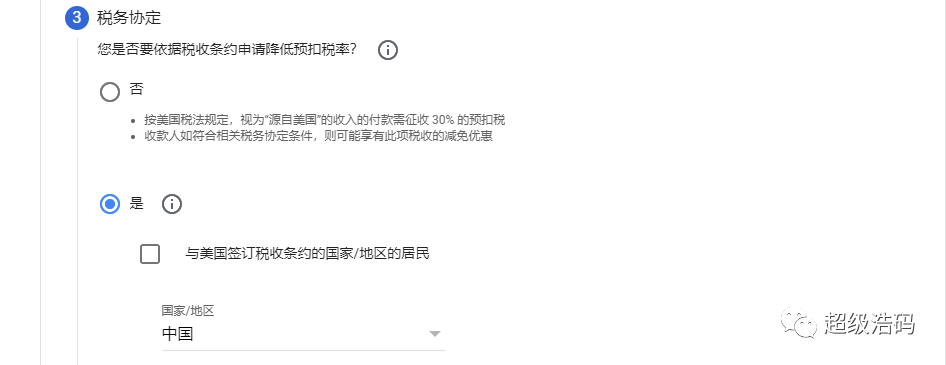 3 税务协定
您是否要依据税收条约申请降低预扣税率？
否
按美国税法规定，视为“源自美国”的收入的付款需征收 30% 的预扣税
收款人如符合相关税务协定条件，则可能享有此项税收的减免优惠
是
与美国签订税收条约的国家/地区的居民
国家/地区
中国
超级浩码